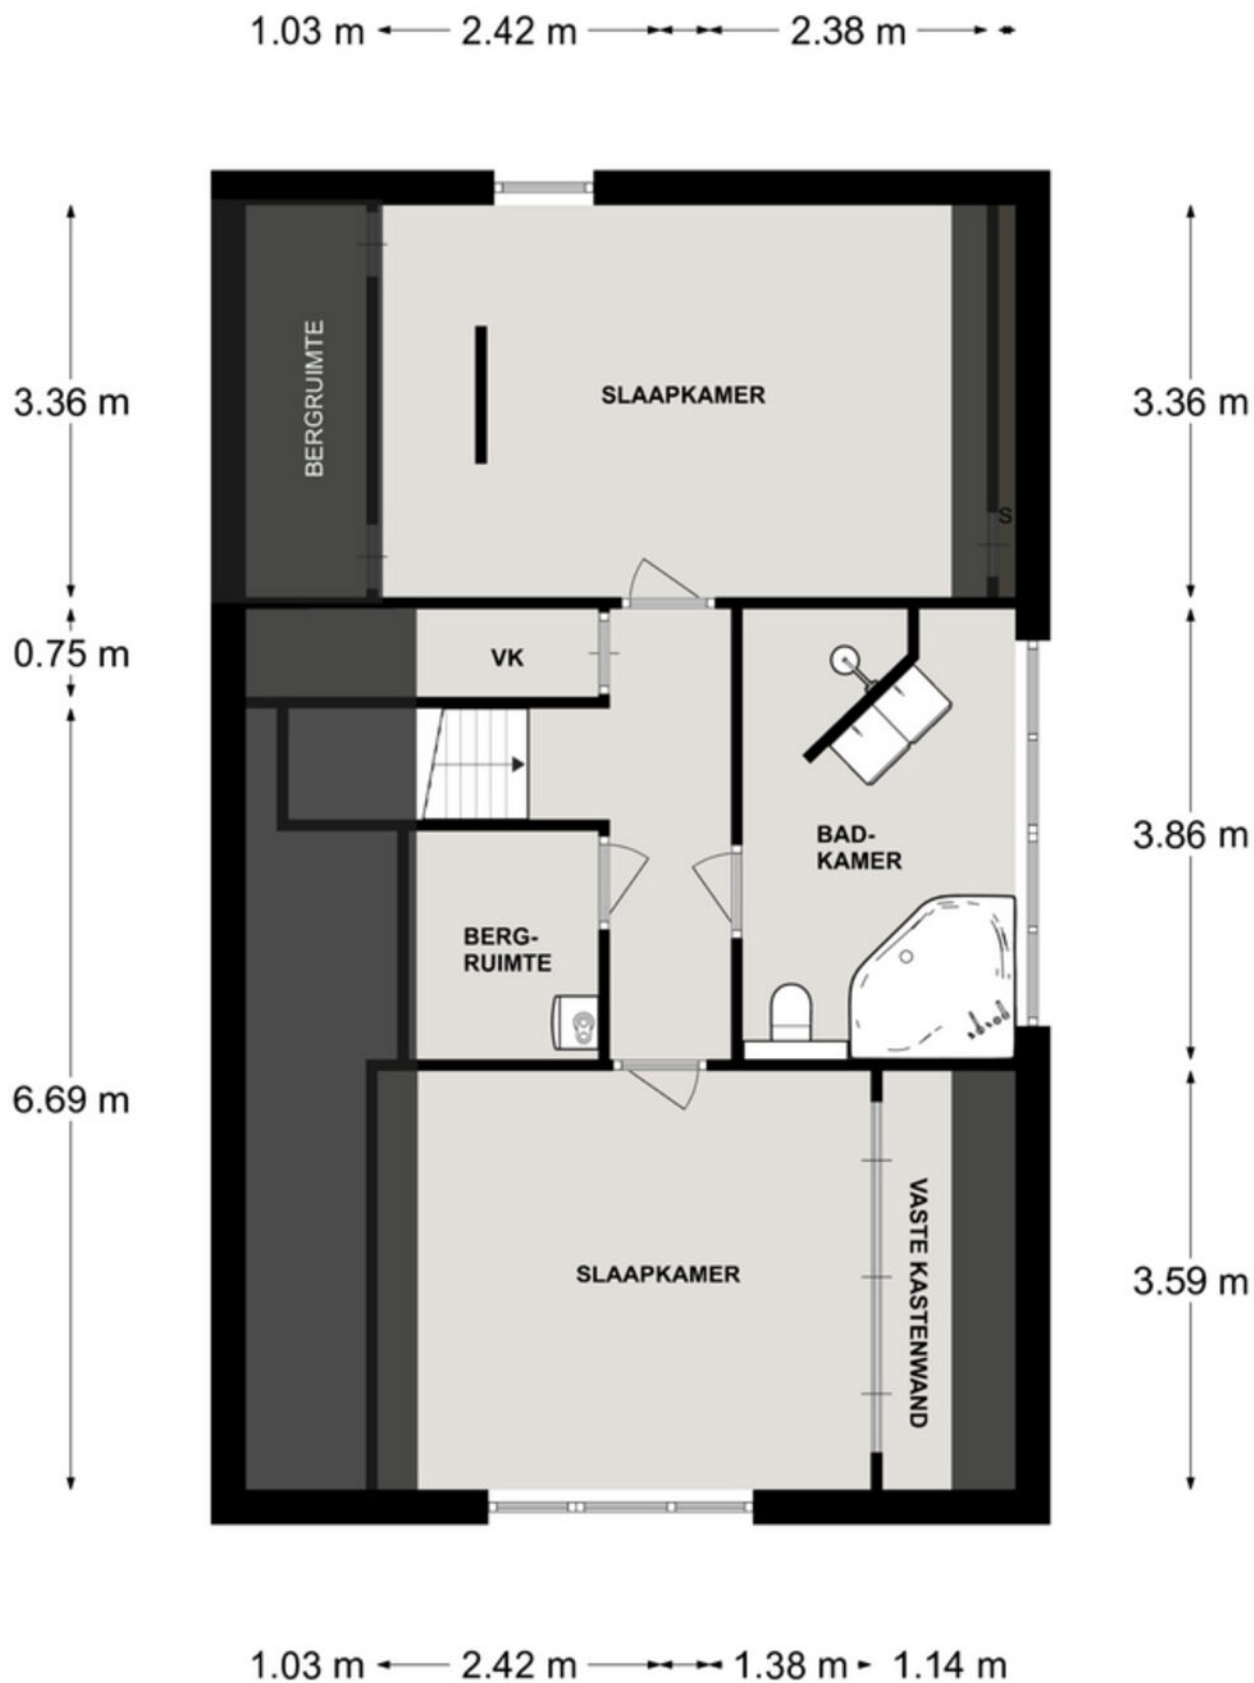 1.03 m 2.42 m 2.38 m
BERGRUIMTE
SLAAPKAMER
3.36 m
3.36 m
S
0.75 m
VK
BAD-
KAMER
3.86 m
BERG-
RUIMTE
6.69 m
SLAAPKAMER
VASTE KASTENWAND
3.59 m
1.03 m 2.42 m 1.38 m 1.14 m